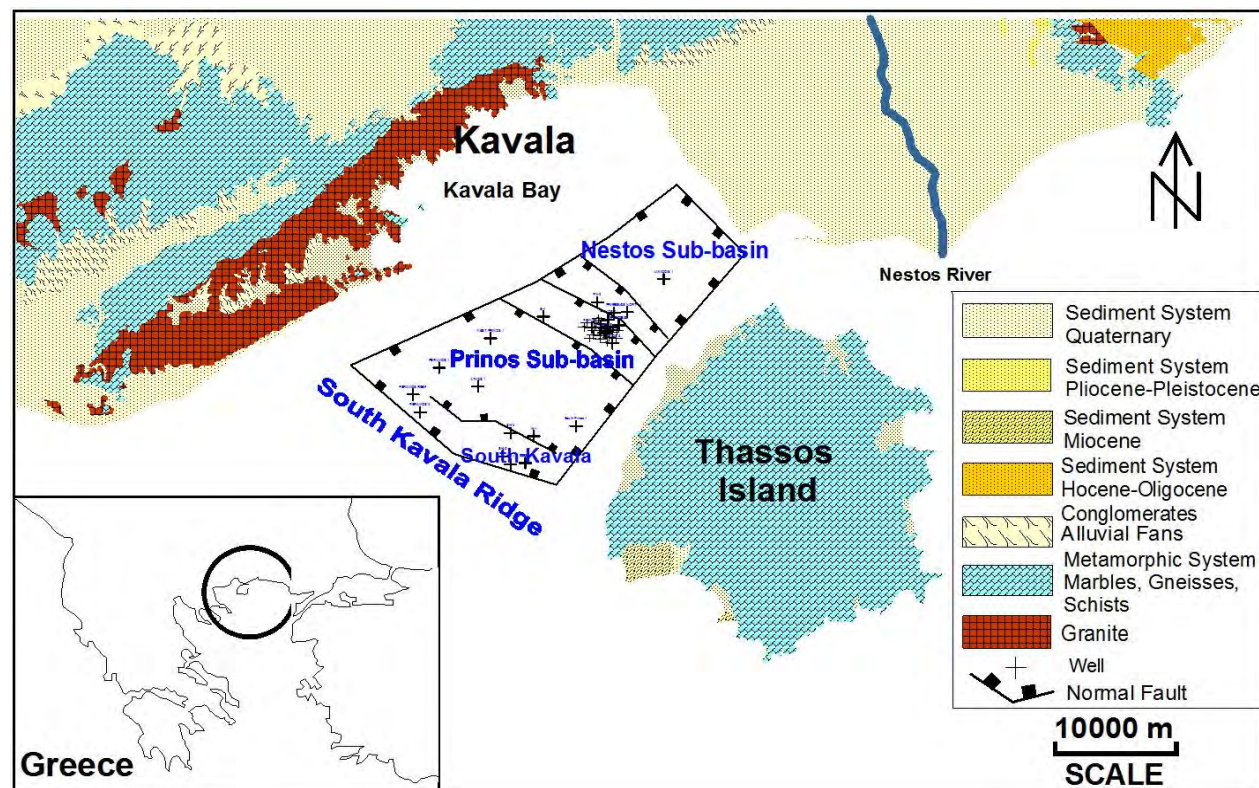 Kavala
Kavala Bay
Nestos Sub-basin
N
Nestos River
Prinos Sub-basin
South Kavala
South Kavala Ridge
Thassos
Island
Sediment System
Quaternary
Sediment System
Pliocene-Pleistocene
Sediment System
Miocene
Sediment System
Hocene-Oligocene
Conglomerates
Alluvial Fans
Metamorphic System
Marbles, Gneisses,
Schists
Granite
Well
Normal Fault
10000 m
SCALE
Greece